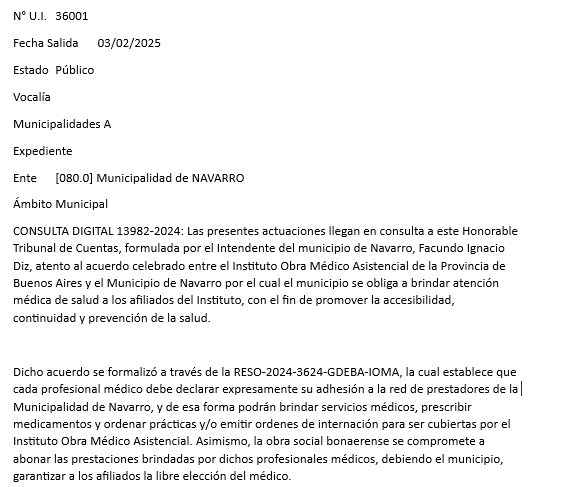 N° U.I. 36001
Fecha Salida 03/02/2025
Estado Público
Vocalía
Municipalidades A
Expediente
Ente [080.0] Municipalidad de NAVARRO
Ámbito Municipal
CONSULTA DIGITAL 13982-2024: Las presentes actuaciones llegan en consulta a este Honorable
Tribunal de Cuentas, formulada por el Intendente del municipio de Navarro, Facundo Ignacio
Diz, atento al acuerdo celebrado entre el Instituto Obra Médico Asistencial de la Provincia de
Buenos Aires y el Municipio de Navarro por el cual el municipio se obliga a brindar atención
médica de salud a los afiliados del Instituto, con el fin de promover la accesibilidad,
continuidad y prevención de la salud.
Dicho acuerdo se formalizó a través de la RESO-2024-3624-GDEBA-IOMA, la cual establece que
cada profesional médico debe declarar expresamente su adhesión a la red de prestadores de la
Municipalidad de Navarro, y de esa forma podrán brindar servicios médicos, prescribir
medicamentos y ordenar prácticas y/o emitir ordenes de internación para ser cubiertas por el
Instituto Obra Médico Asistencial. Asimismo, la obra social bonaerense se compromete a
abonar las prestaciones brindadas por dichos profesionales médicos, debiendo el municipio,
garantizar a los afiliados la libre elección del médico.